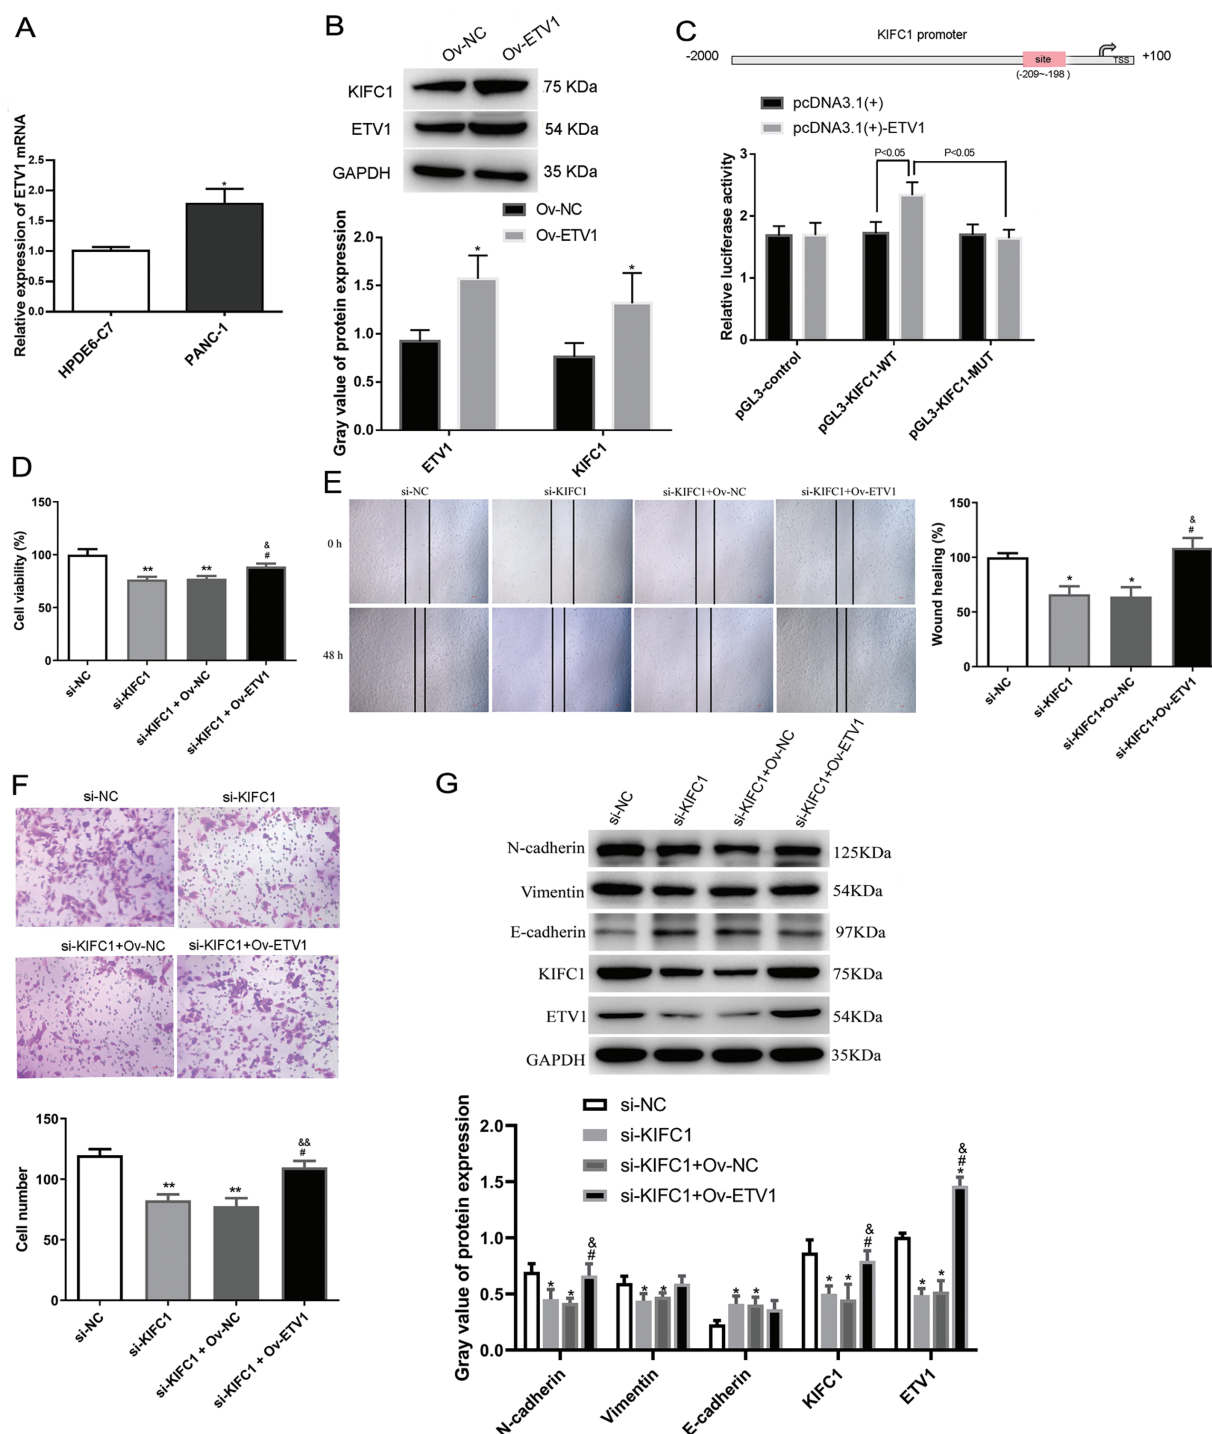 A
Relative expression of ETV1 mRNA
2.5
2.0
1.5
1.0
0.5
0.0
*
HPDE6-C7
PANC-1
B
Ov-NC
Ov-ETV1
KIFC1
75 KDa
ETV1
54 KDa
GAPDH
35 KDa
Ov-NC
Ov-ETV1
Gray value of protein expression
2.0
1.5
1.0
0.5
0.0
*
*
ETV1
KIFC1
C
KIFC1 promoter
-2000
site
TSS
+100
(-209~-198 )
pcDNA3.1(+)
pcDNA3.1(+)-ETV1
Relative luciferase activity
3
2
1
0
P<0.05
P<0.05
pGL3-control
pGL3-KIFC1-WT
pGL3-KIFC1-MUT
D
Cell viability (%)
150
100
50
0
**
**
&
#
si-NC
si-KIFC1
si-KIFC1 + Ov-NC
si-KIFC1 + Ov-ETV1
E
si-NC
si-KIFC1
si-KIFC1+Ov-NC
si-KIFC1+Ov-ETV1
0 h
48 h
Wound healing (%)
150
100
50
0
*
*
&
#
si-NC
si-KIFC1
si-KIFC1+Ov-NC
si-KIFC1+Ov-ETV1
F
si-NC
si-KIFC1
si-KIFC1+Ov-NC
si-KIFC1+Ov-ETV1
Cell number
150
100
50
0
**
**
&&
#
si-NC
si-KIFC1
si-KIFC1 + Ov-NC
si-KIFC1 + Ov-ETV1
G
si-NC
si-KIFC1
si-KIFC1+Ov-NC
si-KIFC1+Ov-ETV1
N-cadherin
125KDa
Vimentin
54KDa
E-cadherin
97KDa
KIFC1
75KDa
ETV1
54KDa
GAPDH
35KDa
si-NC
si-KIFC1
si-KIFC1+Ov-NC
si-KIFC1+Ov-ETV1
Gray value of protein expression
2.0
1.5
1.0
0.5
0.0
*
*
&
#
*
*
*
*
*
*
&
#
*
*
&
#
*
N-cadherin
Vimentin
E-cadherin
KIFC1
ETV1